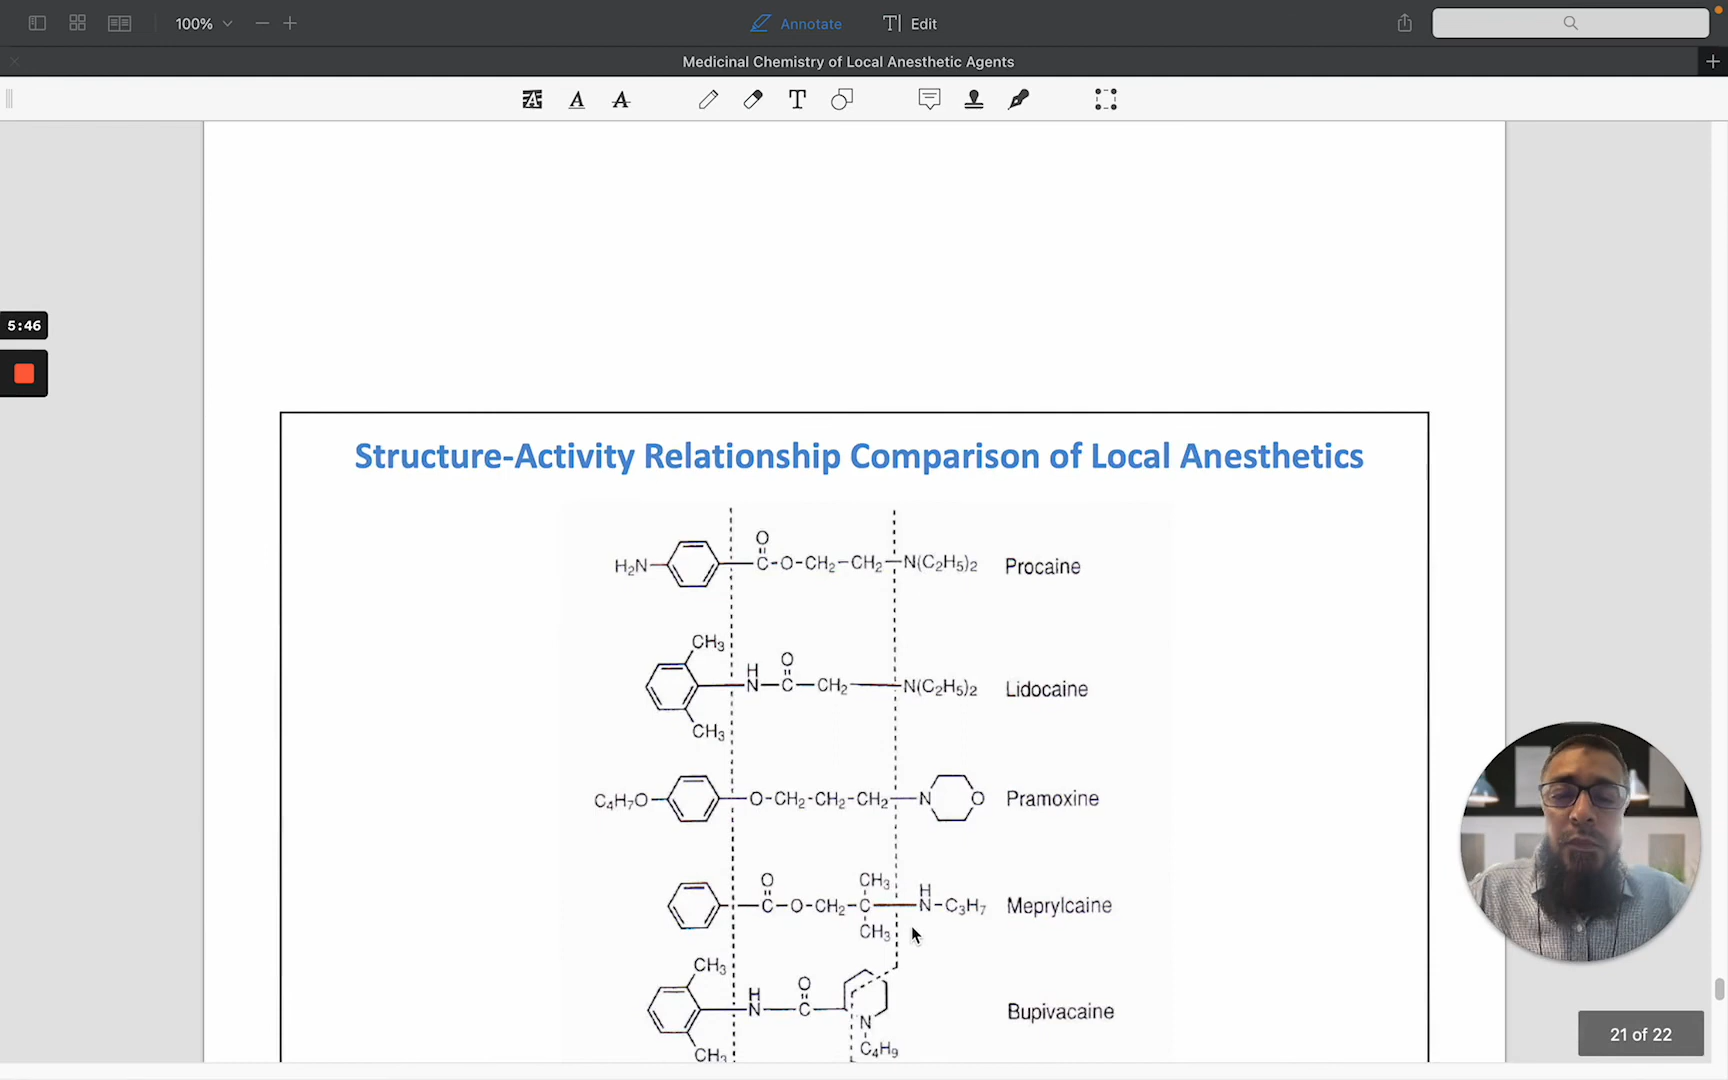 100%
Annotate
T| Edit
Medicinal Chemistry of Local Anesthetic Agents
5:46
Structure-Activity Relationship Comparison of Local Anesthetics
O
H₂N C-O-CH₂-CH₂ N(C₂H₅)₂ Procaine
CH₃
H O
N-C-CH₂ N(C₂H₅)₂ Lidocaine
CH₃
C₄H₇O O-CH₂-CH₂-CH₂ N O Pramoxine
O CH₃ H
C-O-CH₂-C N-C₃H₇ Meprylcaine
CH₃
CH₃
H O
N C Bupivacaine
N
C₄H₉
CH₃
21 of 22